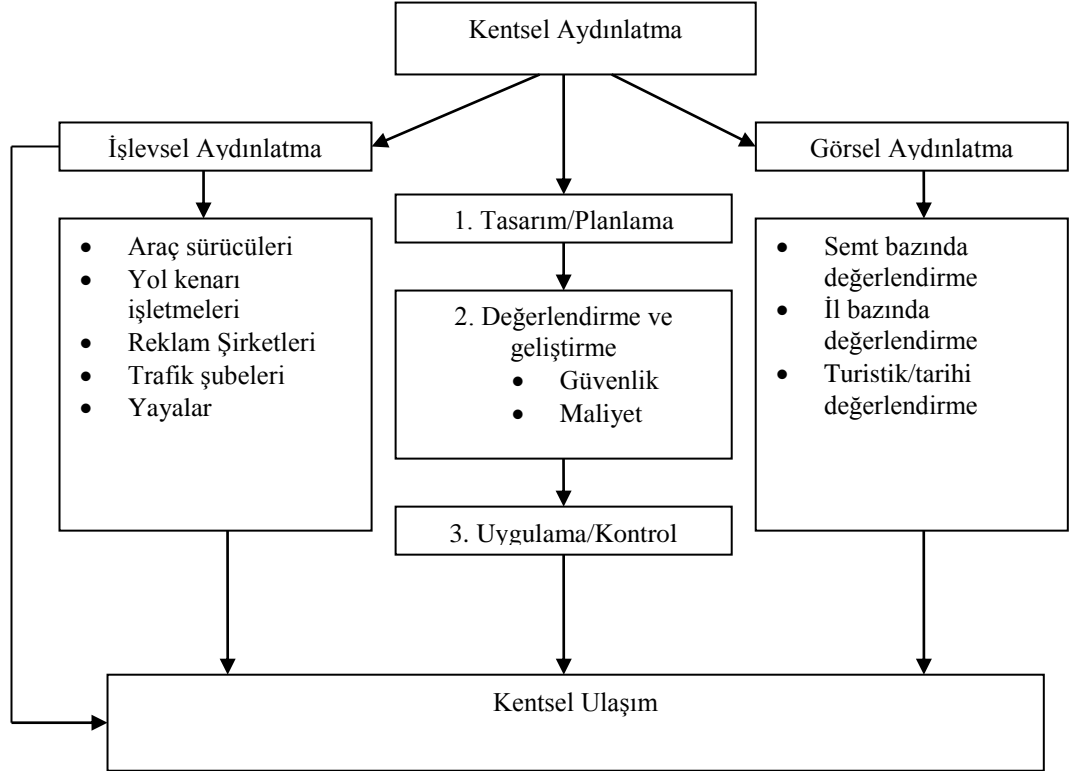 Kentsel Aydınlatma
İşlevsel Aydınlatma
Görsel Aydınlatma
• Araç sürücüleri
• Yol kenarı
işletmeleri
• Reklam Şirketleri
• Trafik şubeleri
• Yayalar
1. Tasarım/Planlama
2. Değerlendirme ve
geliştirme
• Güvenlik
• Maliyet
3. Uygulama/Kontrol
• Semt bazında
değerlendirme
• İl bazında
değerlendirme
• Turistik/tarihi
değerlendirme
Kentsel Ulaşım